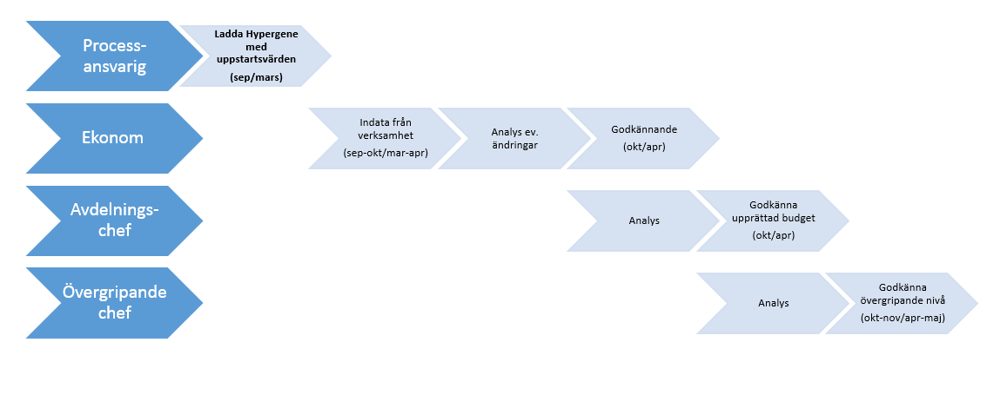 Process-
ansvarig
Ladda Hypergene
med
uppstartsvärden
(sep/mars)
Ekonom
Indata från
verksamhet
(sep-okt/mar-apr)
Analys ev.
ändringar
Godkännande
(okt/apr)
Avdelnings-
chef
Analys
Godkänna
upprättad budget
(okt/apr)
Övergripande
chef
Analys
Godkänna
övergripande nivå
(okt-nov/apr-maj)